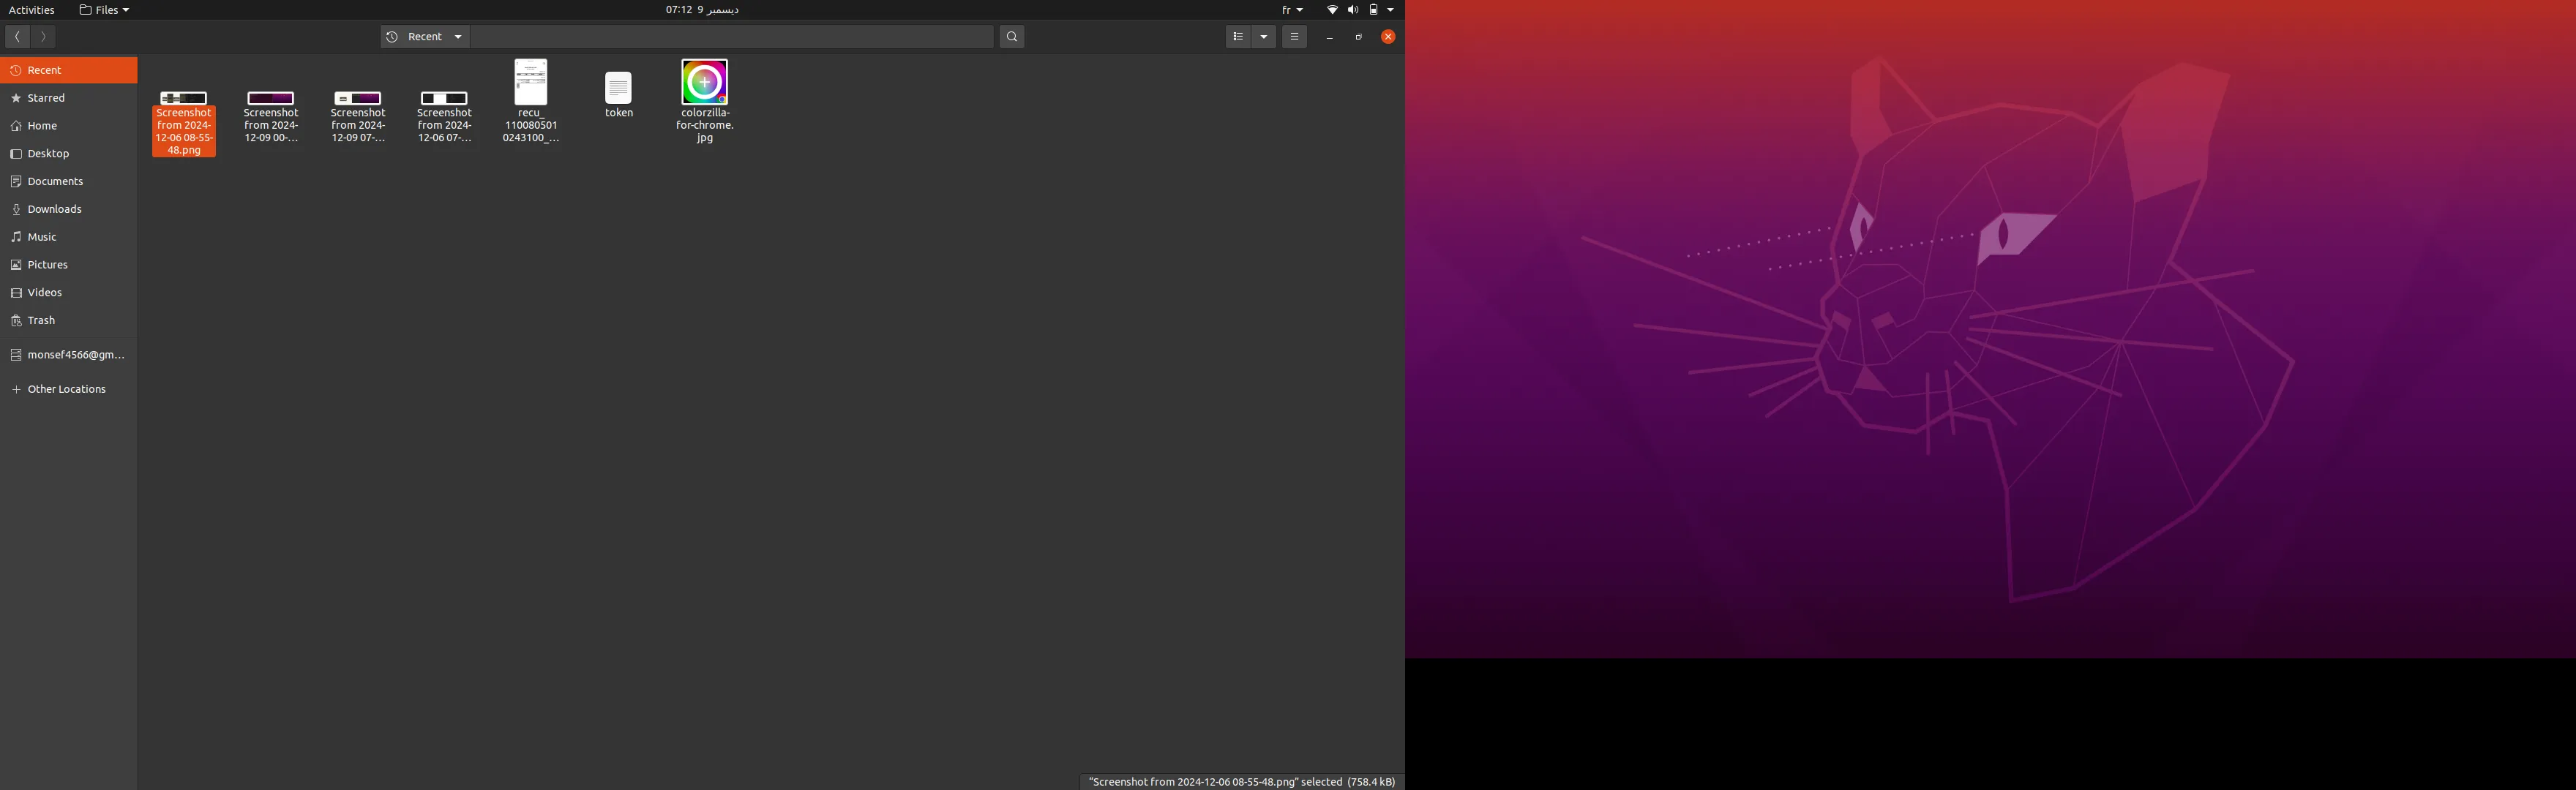 Activities
Files
07:12 9 ديسمبر
fr
Recent
Recent
Starred
Home
Desktop
Documents
Downloads
Music
Pictures
Videos
Trash
monsef4566@gm...
Other Locations
Screenshot
from 2024-
12-06 08-55-
48.png
Screenshot
from 2024-
12-09 00-...
Screenshot
from 2024-
12-09 07-...
Screenshot
from 2024-
12-06 07-...
recu_
110080501
0243100_...
token
colorzilla-
for-chrome.
jpg
"Screenshot from 2024-12-06 08-55-48.png" selected (758.4 kB)